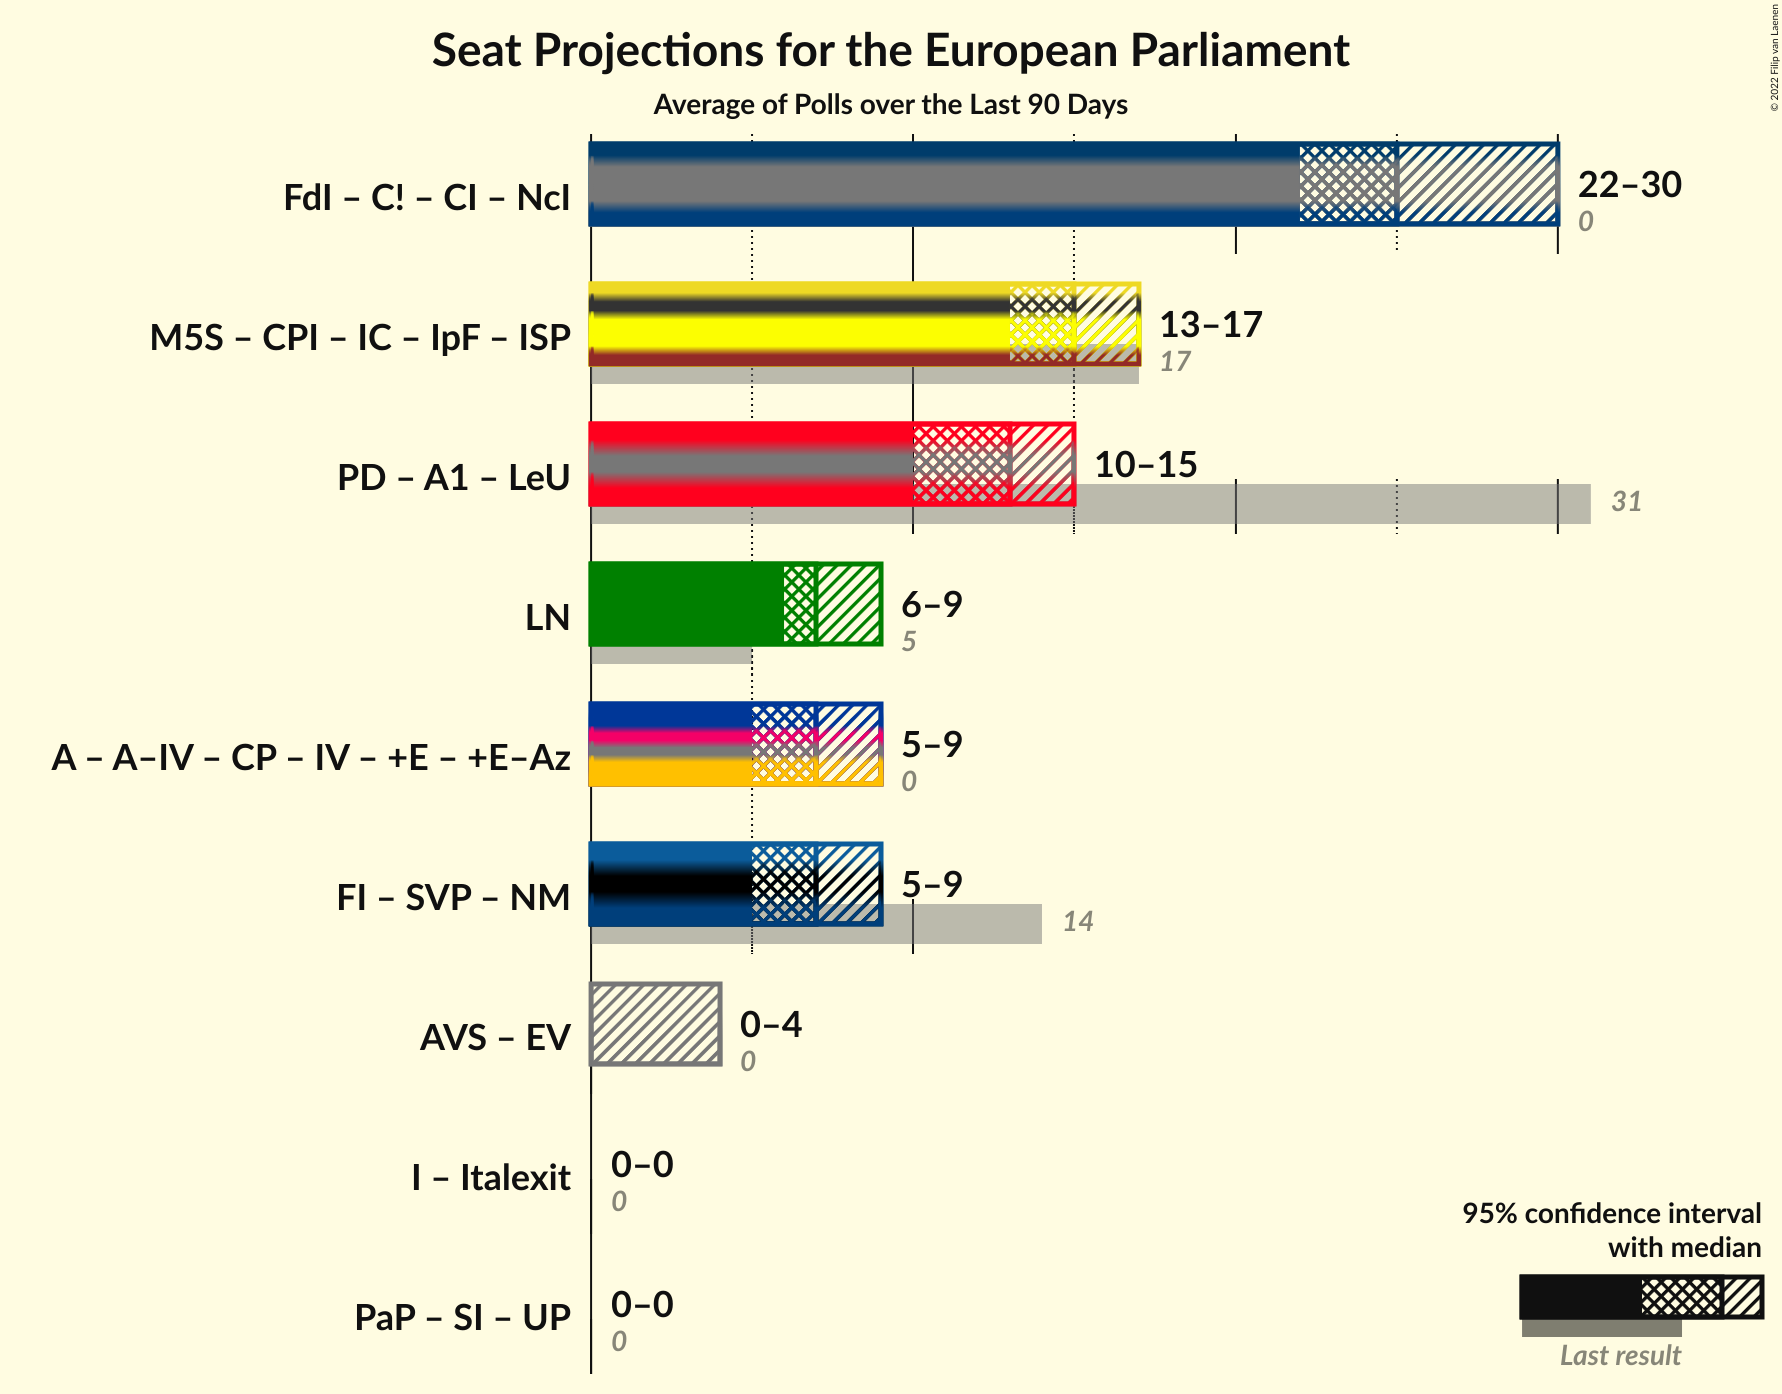 Seat Projections for the European Parliament
Average of Polls over the Last 90 Days
© 2022 Filip van Laenen
FdI – C! – CI – NcI
22–30
0
M5S – CPI – IC – IpF – ISP
13–17
17
PD – A1 – LeU
10–15
31
LN
6–9
5
A – A–IV – CP – IV – +E – +E–Az
5–9
0
FI – SVP – NM
5–9
14
AVS – EV
0–4
0
I – Italexit
0–0
0
PaP – SI – UP
0–0
0
95% confidence interval
with median
Last result